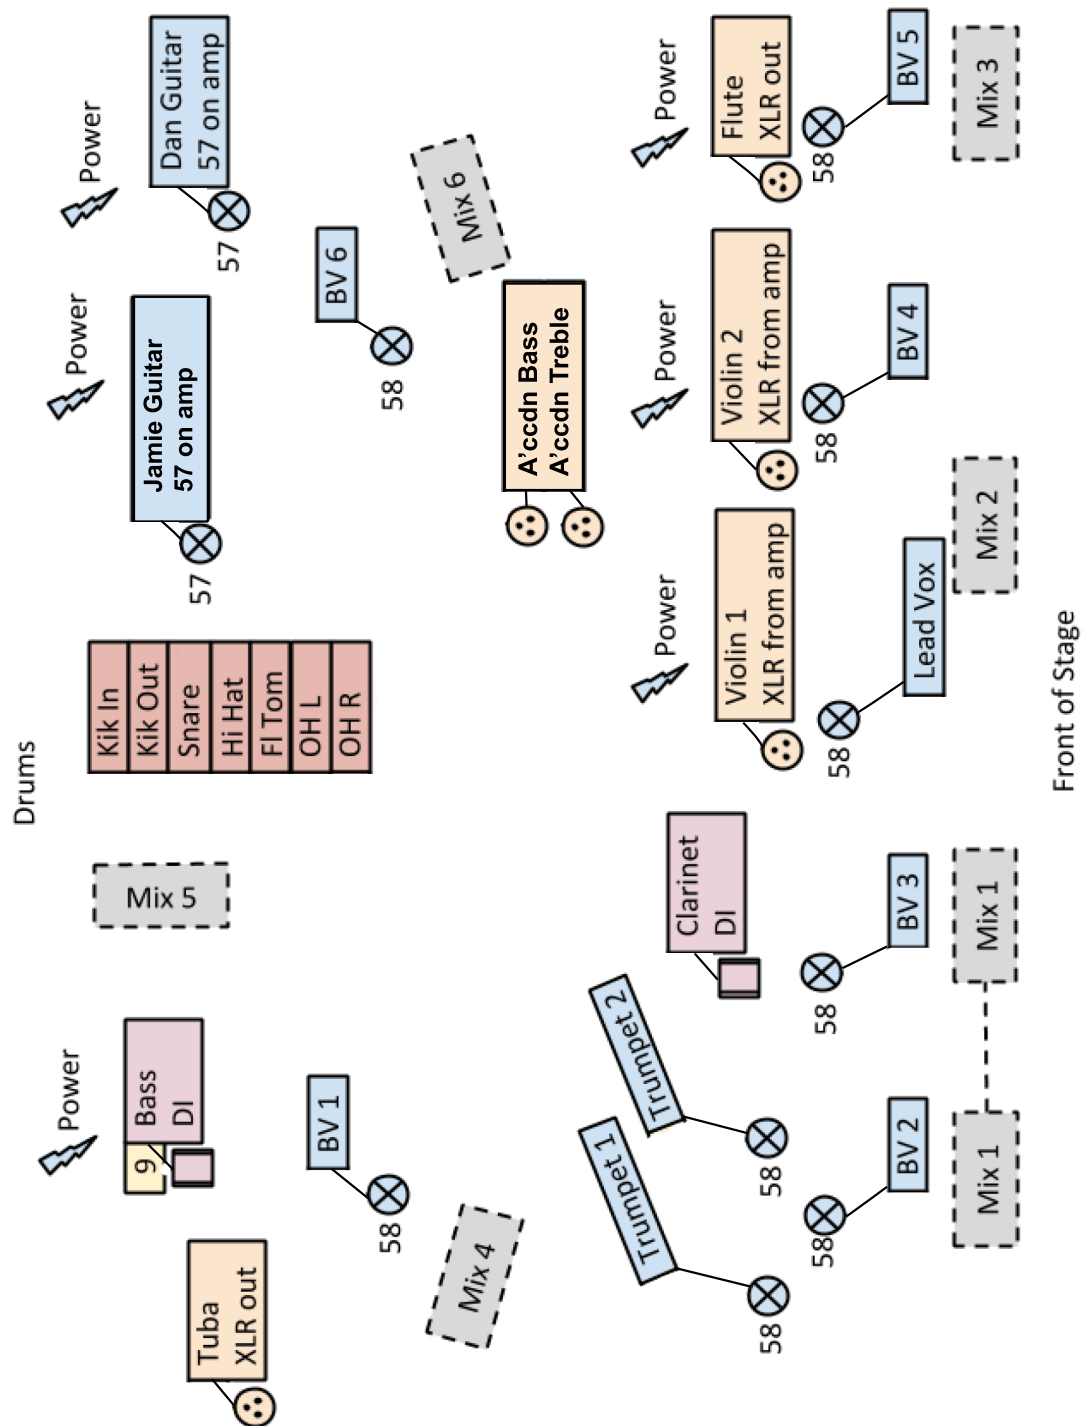 Drums
Power
Power
Power
9
Bass
DI
Mix 5
Kik In
Kik Out
Snare
Hi Hat
Fl Tom
OH L
OH R
Jamie Guitar
57 on amp
57
Dan Guitar
57 on amp
57
Tuba
XLR out
BV 1
58
BV 6
58
Mix 4
Mix 6
A'ccdn Bass
A'ccdn Treble
Trumpet 1
58
Trumpet 2
58
Clarinet
DI
Power
Violin 1
XLR from amp
Power
Violin 2
XLR from amp
Power
Flute
XLR out
58
BV 2
58
BV 3
58
Lead Vox
58
BV 4
58
BV 5
Mix 1
Mix 1
Mix 2
Mix 3
Front of Stage